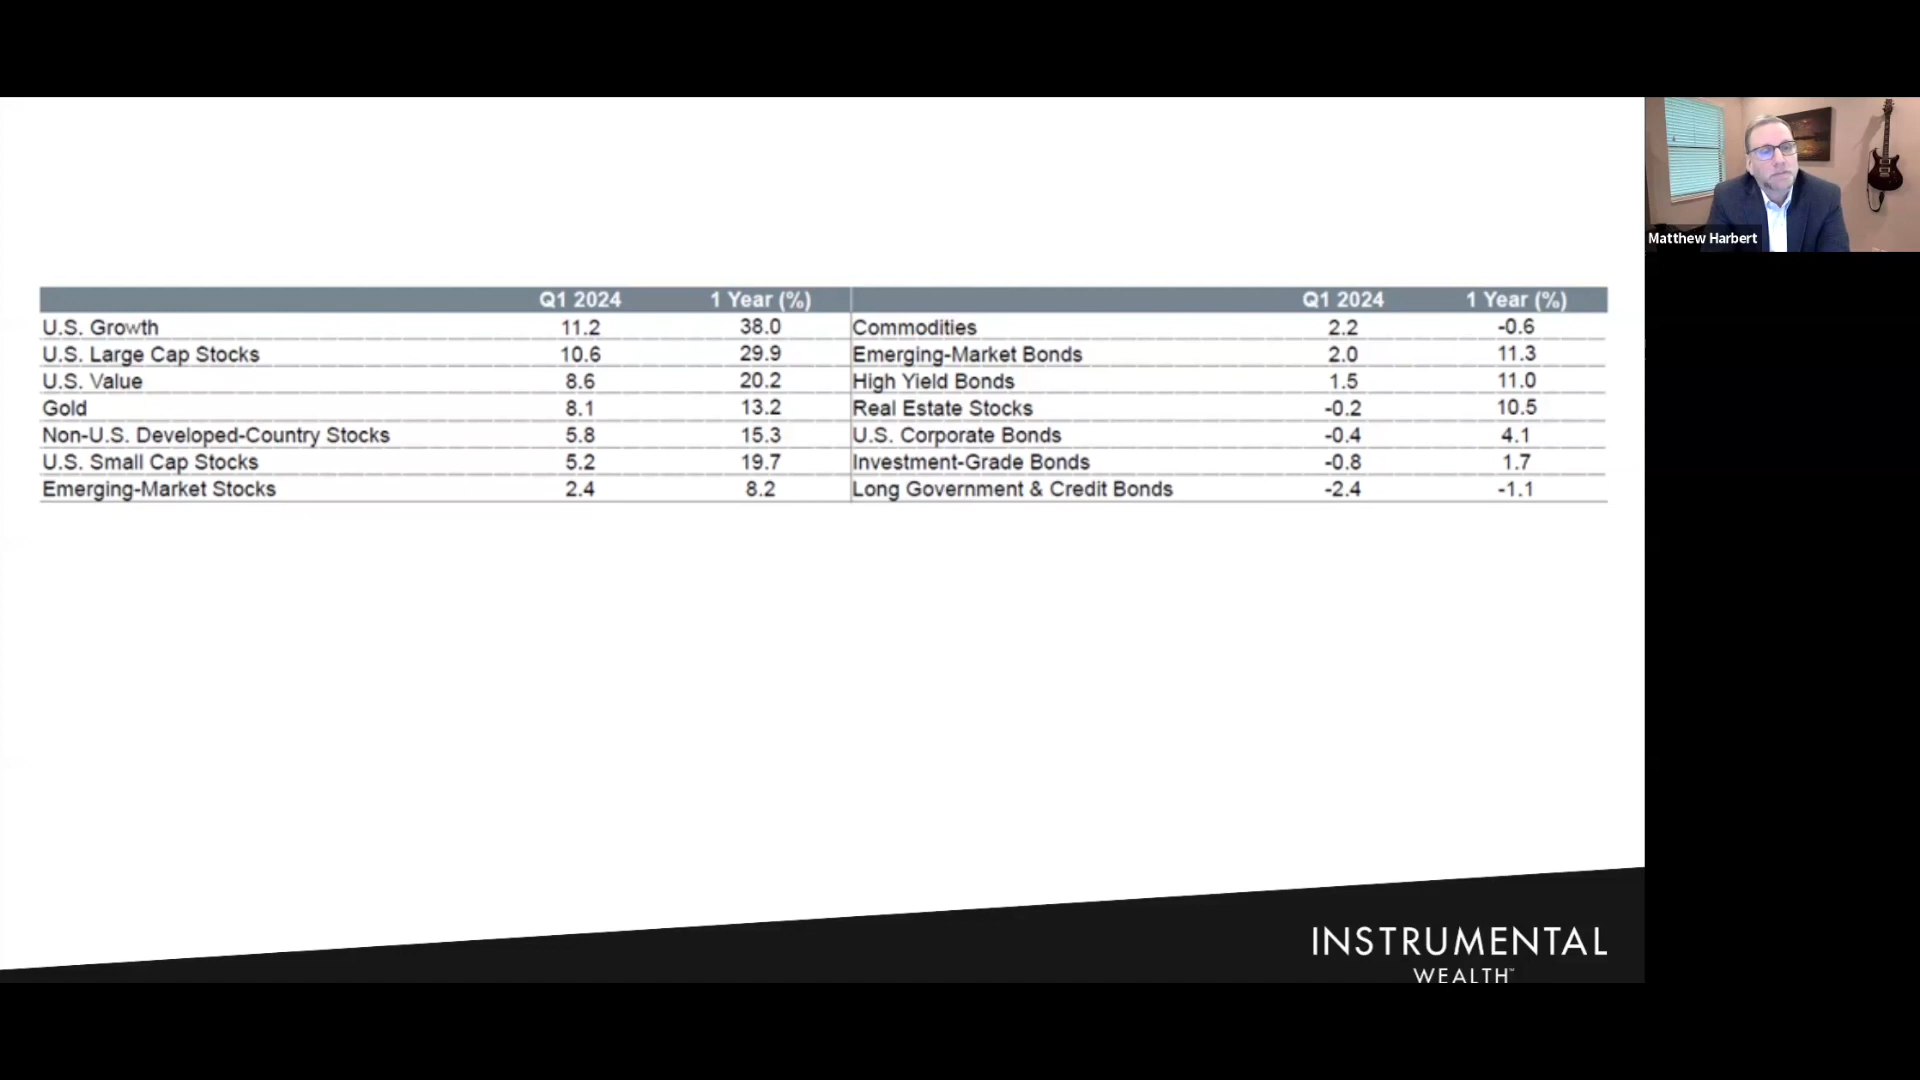 Q1 2024 1 Year (%) Q1 2024 1 Year (%)
U.S. Growth 11.2 38.0 Commodities 2.2 -0.6
U.S. Large Cap Stocks 10.6 29.9 Emerging-Market Bonds 2.0 11.3
U.S. Value 8.6 20.2 High Yield Bonds 1.5 11.0
Gold 8.1 13.2 Real Estate Stocks -0.2 10.5
Non-U.S. Developed-Country Stocks 5.8 15.3 U.S. Corporate Bonds -0.4 4.1
U.S. Small Cap Stocks 5.2 19.7 Investment-Grade Bonds -0.8 1.7
Emerging-Market Stocks 2.4 8.2 Long Government & Credit Bonds -2.4 -1.1
Matthew Harbert
INSTRUMENTAL
WEALTH™